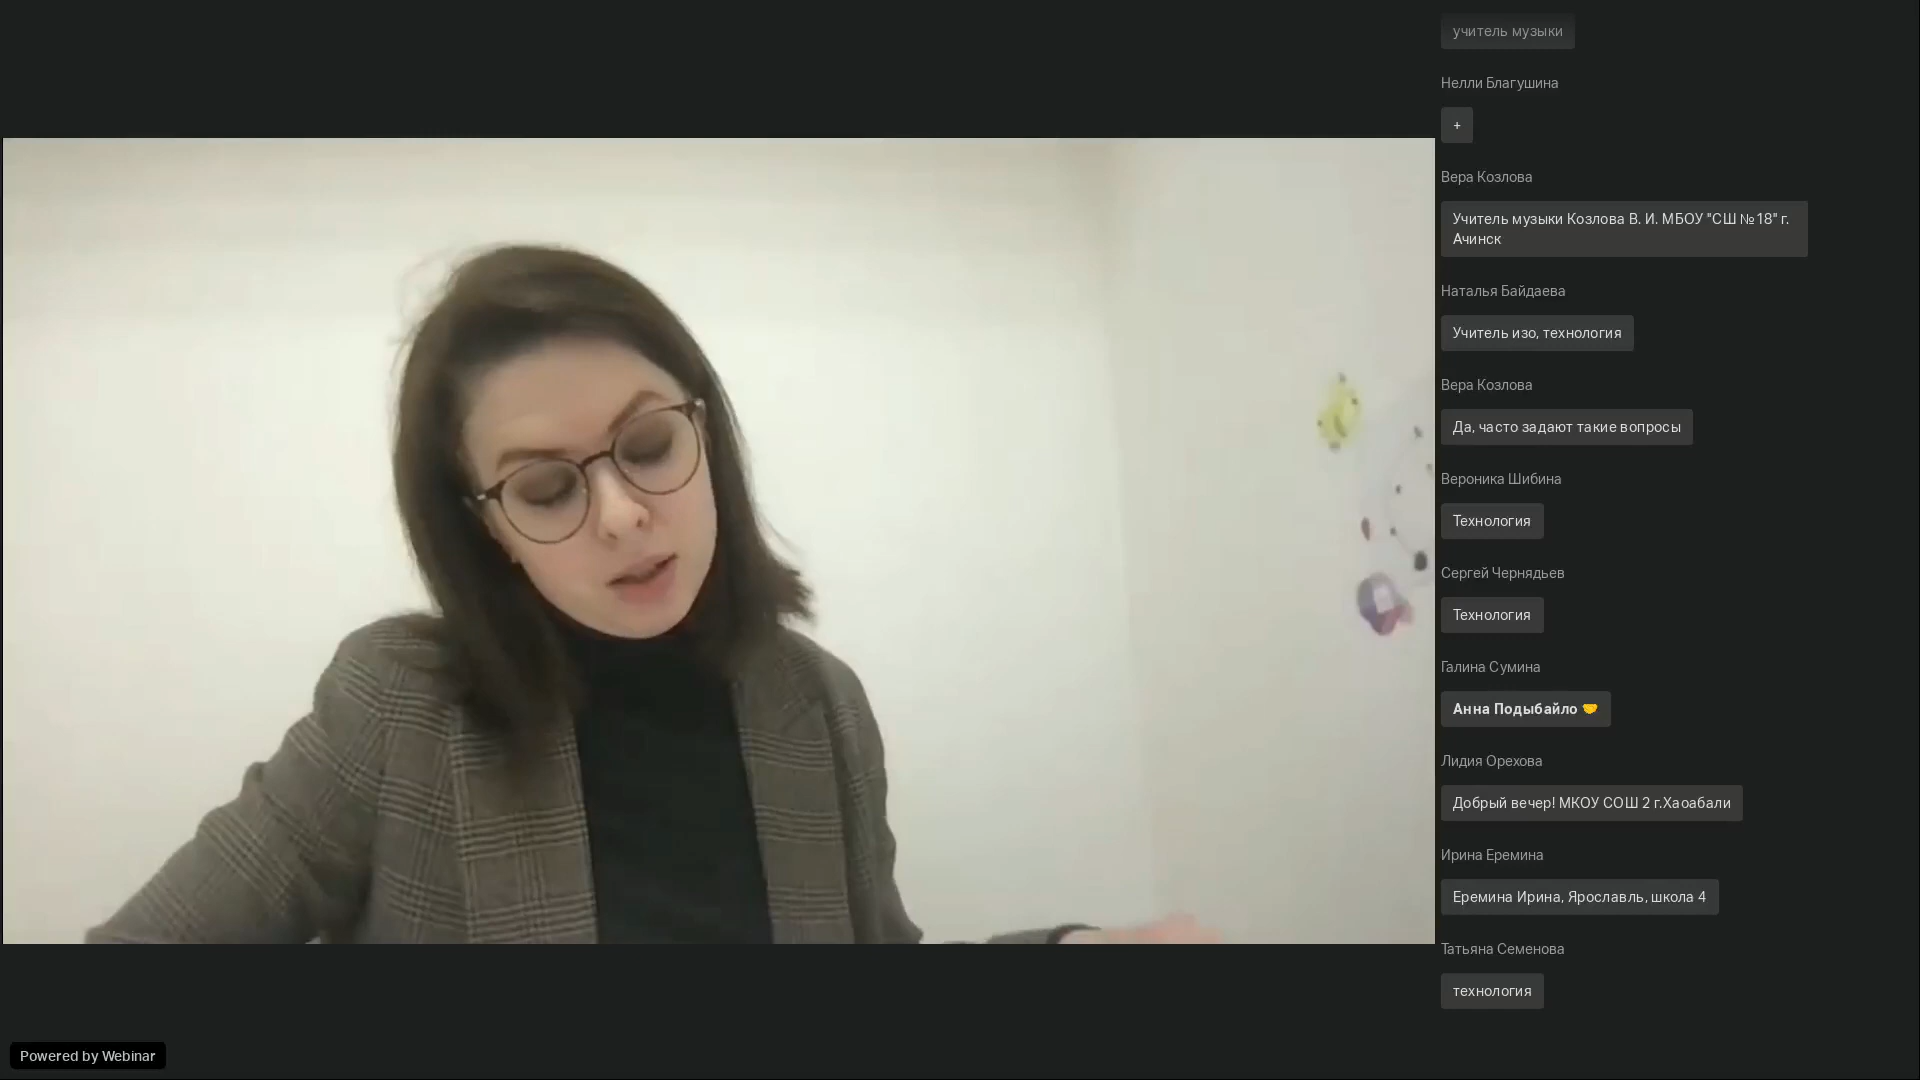 учитель музыки
Нелли Благушина
+
Вера Козлова
Учитель музыки Козлова В. И. МБОУ "СШ №18" г.
Ачинск
Наталья Байдаева
Учитель изо, технология
Вера Козлова
Да, часто задают такие вопросы
Вероника Шибина
Технология
Сергей Чернядьев
Технология
Галина Сумина
Анна Подыбайло 🤝
Лидия Орехова
Добрый вечер! МКОУ СОШ 2 г.Хаоабали
Ирина Еремина
Еремина Ирина, Ярославль, школа 4
Татьяна Семенова
технология
Powered by Webinar